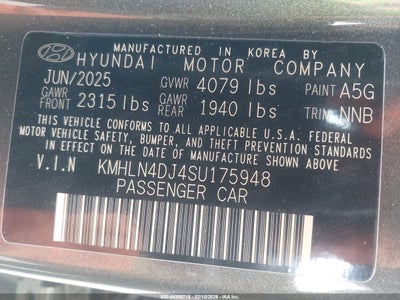 MANUFACTURED IN KOREA BY
HYUNDAI MOTOR COMPANY
JUN/2025 GVWR 4079 lbs PAINT A5G
GAWR FRONT 2315 lbs GAWR 1940 lbs TRIM NNB
THIS VEHICLE CONFORMS TO ALL APPLICABLE U.S.A. FEDERAL
MOTOR VEHICLE SAFETY, BUMPER, AND THEFT PREVENTION
STANDARDS IN EFFECT ON THE DATE OF MANUFACTURE
SHOWN ABOVE.
V.I.N KMHLN4DJ4SU175948
PASSENGER CAR